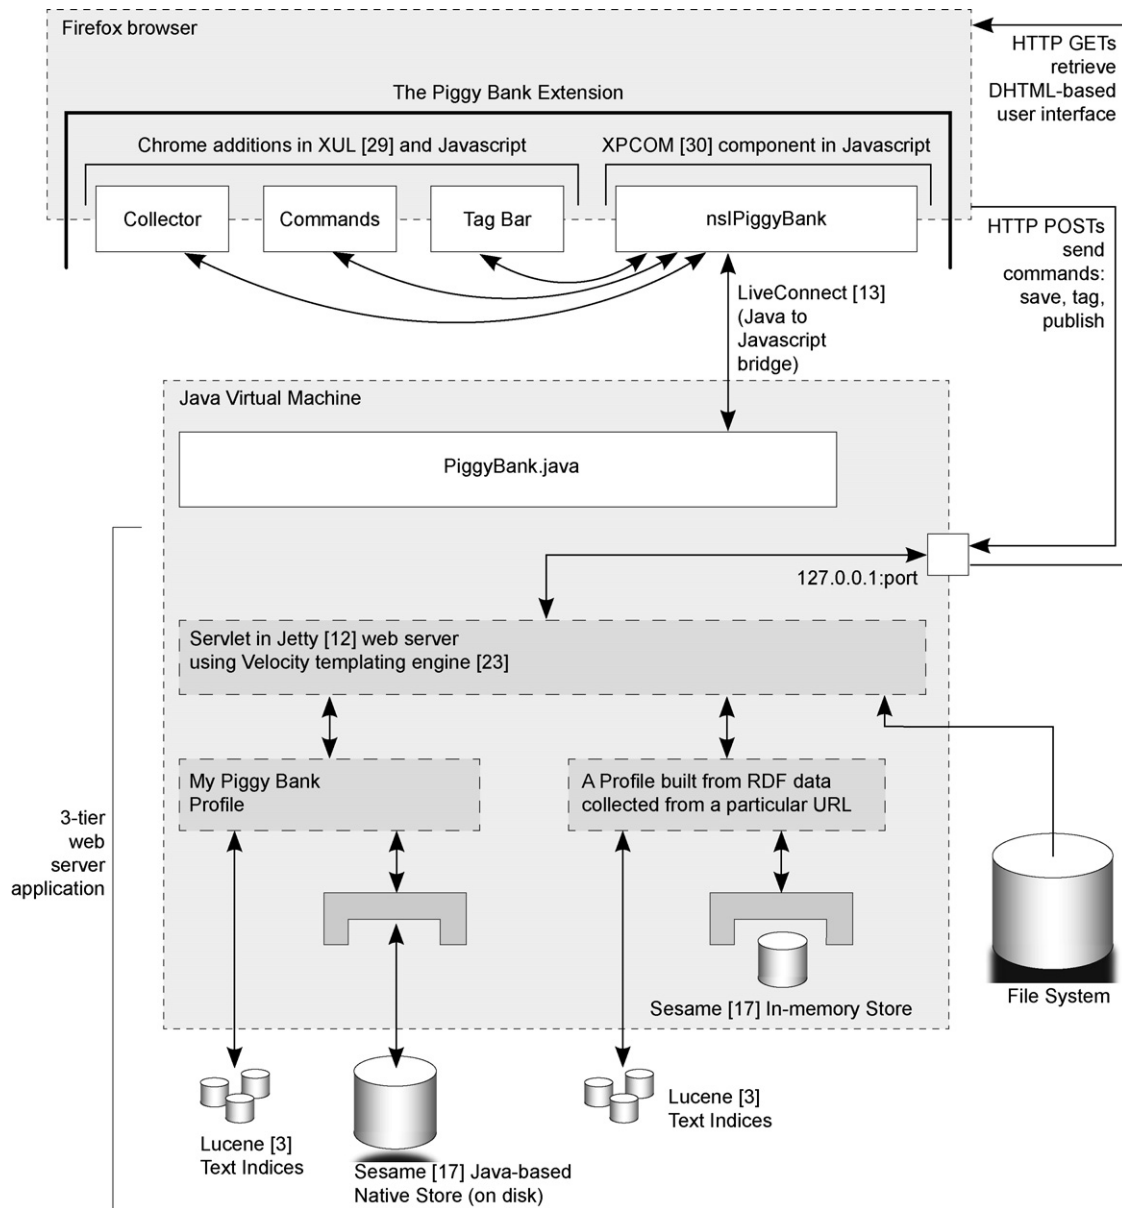 Firefox browser
HTTP GETs
retrieve
DHTML-based
user interface
The Piggy Bank Extension
Chrome additions in XUL [29] and Javascript
XPCOM [30] component in Javascript
Collector
Commands
Tag Bar
nsIPiggyBank
HTTP POSTs
send
commands:
save, tag,
publish
LiveConnect [13]
(Java to
Javascript
bridge)
Java Virtual Machine
PiggyBank.java
127.0.0.1:port
Servlet in Jetty [12] web server
using Velocity templating engine [23]
My Piggy Bank
Profile
A Profile built from RDF data
collected from a particular URL
3-tier
web
server
application
File System
Sesame [17] In-memory Store
Lucene [3]
Text Indices
Sesame [17] Java-based
Native Store (on disk)
Lucene [3]
Text Indices